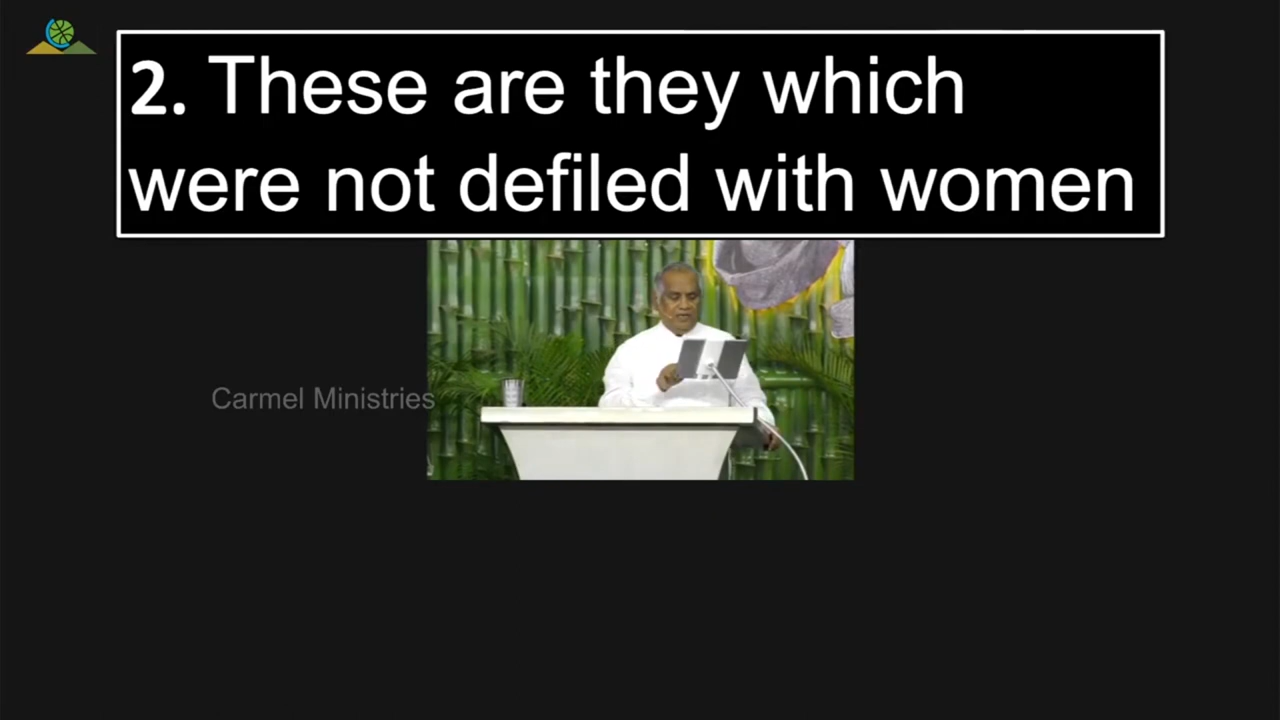 2. These are they which
were not defiled with women
Carmel Ministries